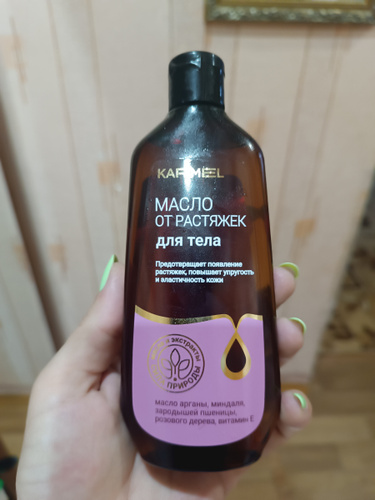 KARMEL
МАСЛО
ОТ РАСТЯЖЕК
для тела
Предотвращает появление
растяжек, повышает упругость
и эластичность кожи
экстракты
ПРИРОДЫ
масло арганы, миндаля,
зародышей пшеницы,
розового дерева, витамин Е